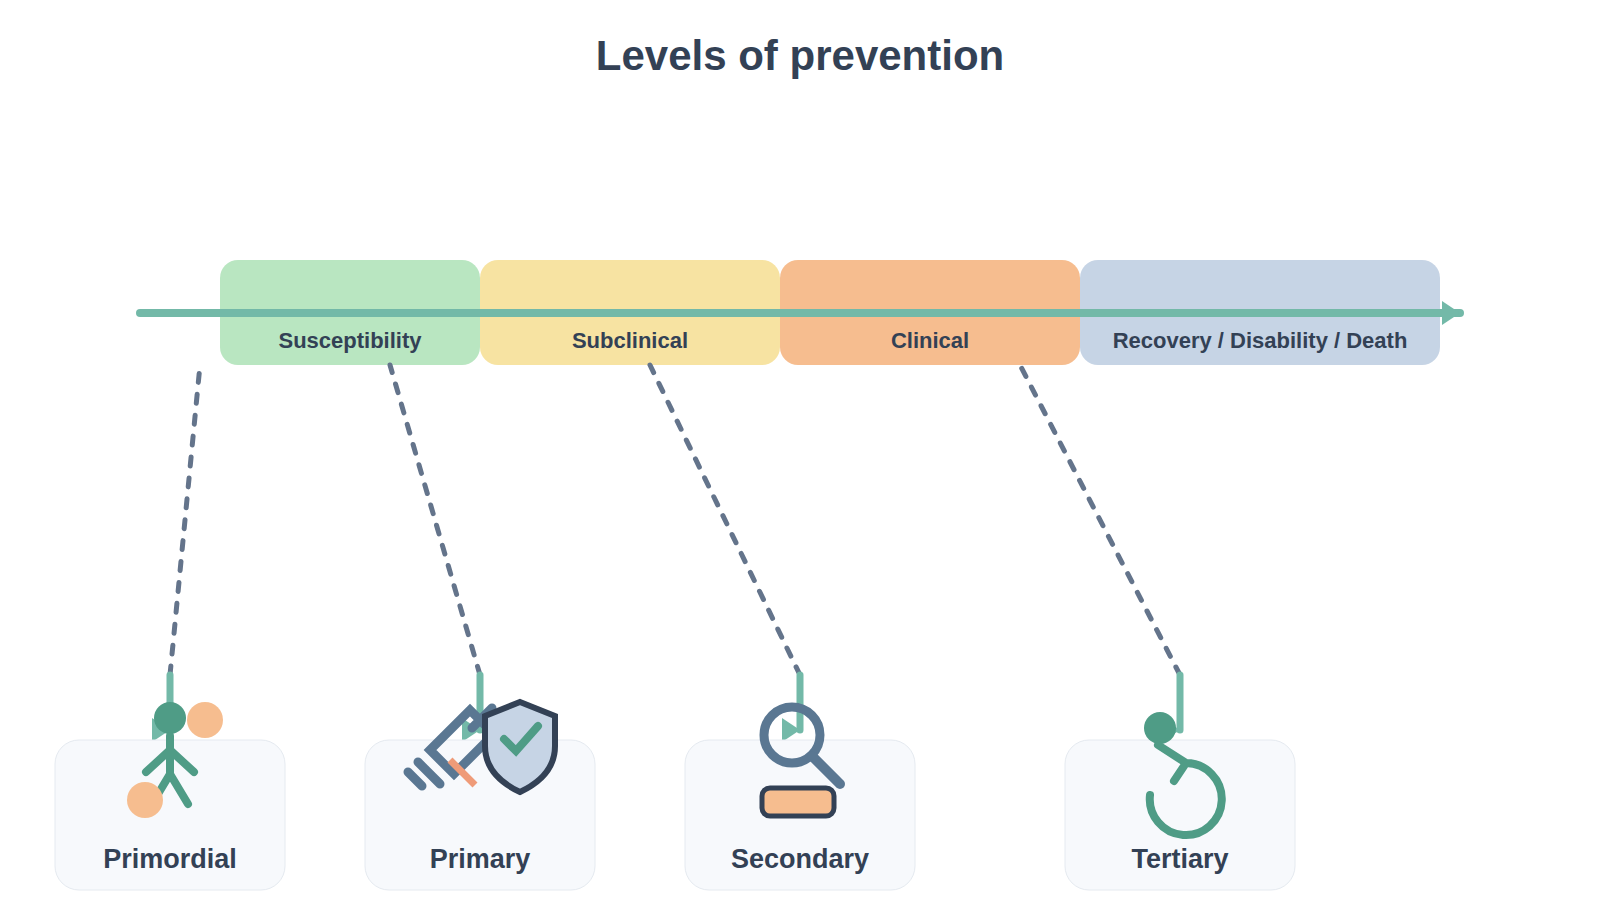 Levels of prevention
Susceptibility
Subclinical
Clinical
Recovery / Disability / Death
Primordial
Primary
Secondary
Tertiary